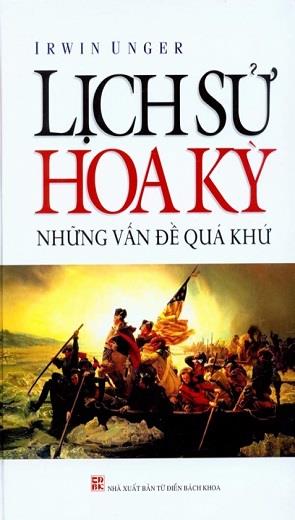 IRWIN UNGER
LỊCH SỬ
HOA KỲ
NHỮNG VẤN ĐỀ QUÁ KHỨ
NHÀ XUẤT BẢN TỪ ĐIỂN BÁCH KHOA